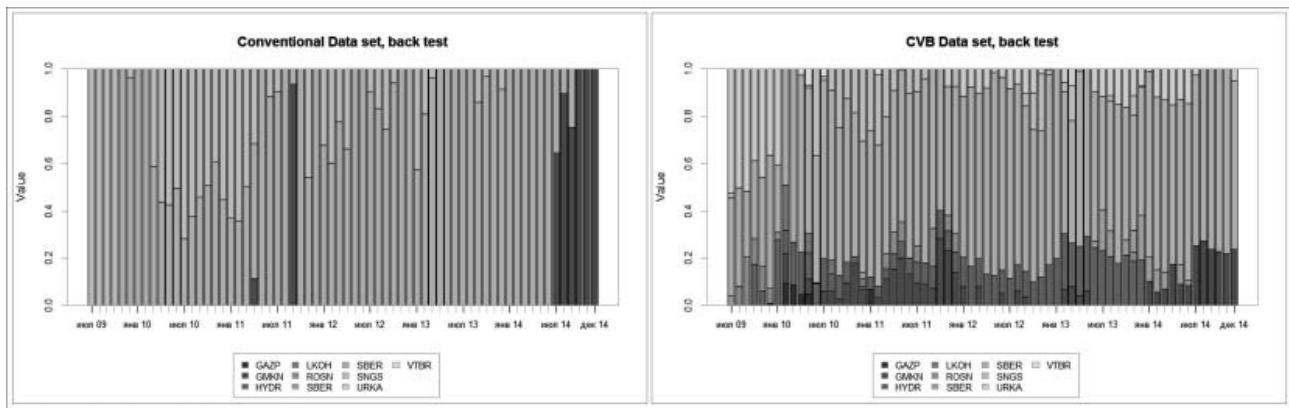 Conventional Data set, back test
Value
1.0
0.8
0.6
0.4
0.2
0.0
июл 09 янв 10 июл 10 янв 11 июл 11 янв 12 июл 12 янв 13 июл 13 янв 14 июл 14 дек 14
GAZP LKOH SBER VTBR
GMKN ROSN SNGS
HYDR SBER URKA
CVB Data set, back test
Value
1.0
0.8
0.6
0.4
0.2
0.0
июл 09 янв 10 июл 10 янв 11 июл 11 янв 12 июл 12 янв 13 июл 13 янв 14 июл 14 дек 14
GAZP LKOH SBER VTBR
GMKN ROSN SNGS
HYDR SBER URKA